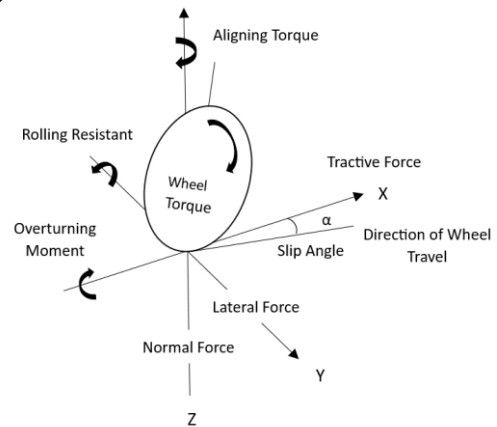 Aligning Torque
Rolling Resistant
Wheel
Torque
Tractive Force
X
α
Overturning
Moment
Slip Angle
Direction of Wheel
Travel
Lateral Force
Normal Force
Y
Z